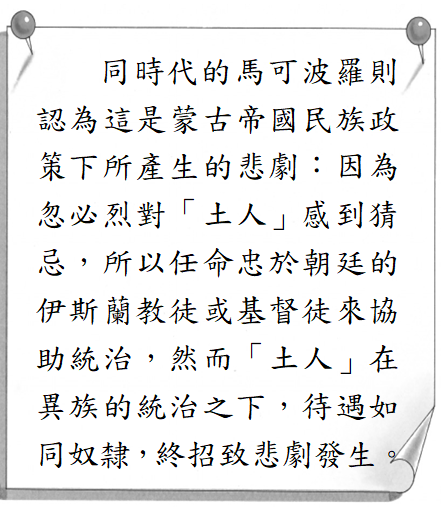 同時代的馬可波羅則
認為這是蒙古帝國民族政
策下所產生的悲劇：因為
忽必烈對「土人」感到猜
忌，所以任命忠於朝廷的
伊斯蘭教徒或基督徒來協
助統治，然而「土人」在
異族的統治之下，待遇如
同奴隸，終招致悲劇發生。